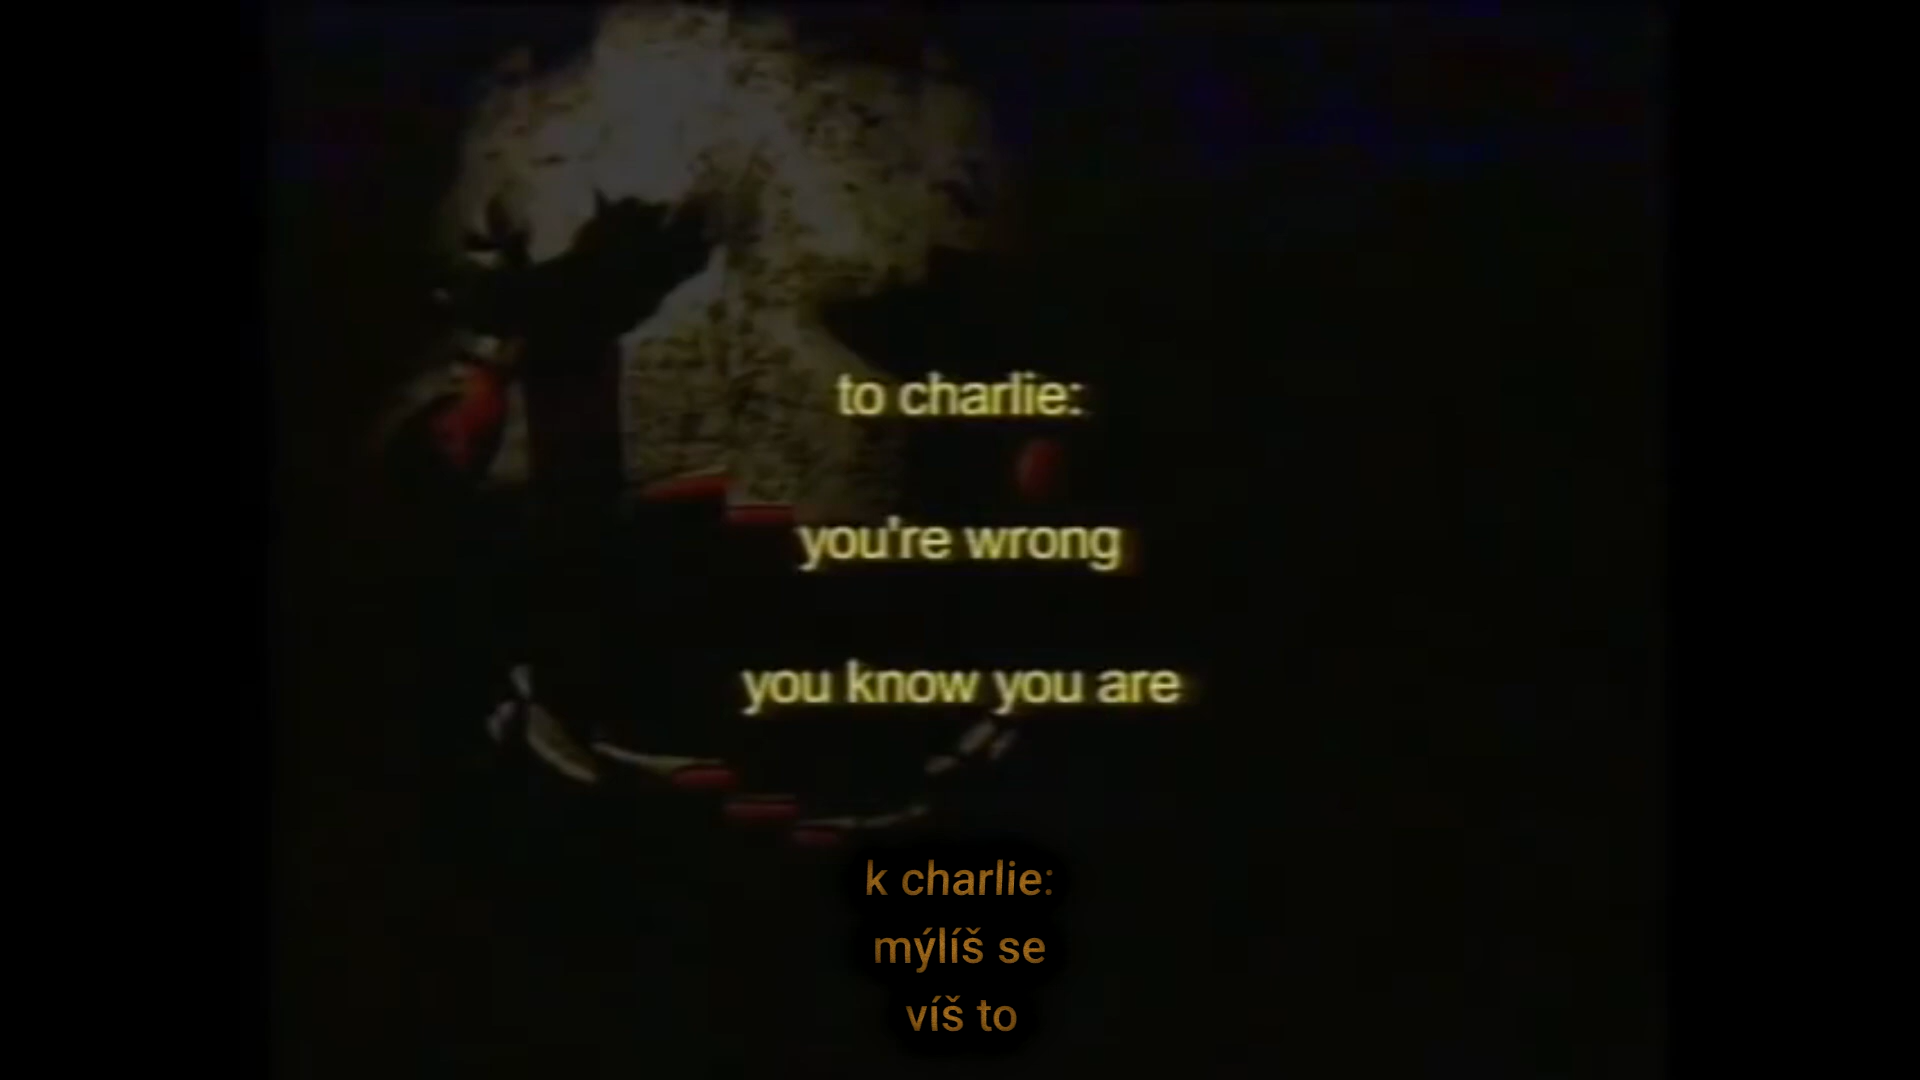 to charlie:
you're wrong
you know you are
k charlie:
mýlíš se
víš to